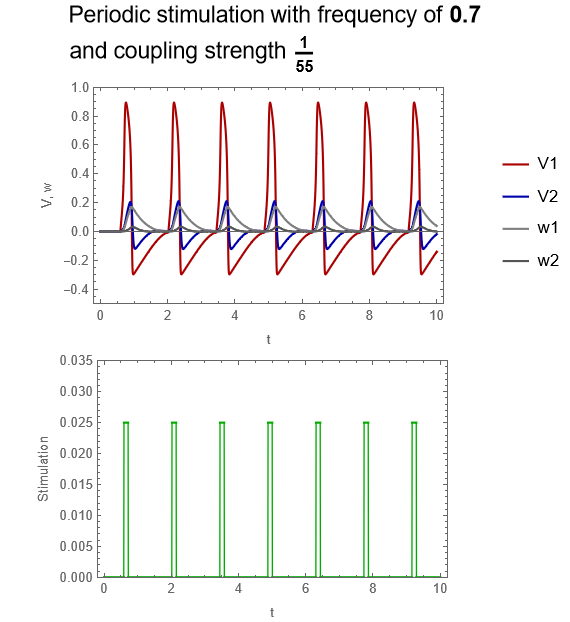 Periodic stimulation with frequency of 0.7
and coupling strength 1/55
1.0
0.8
0.6
0.4
0.2
0.0
−0.2
−0.4
V, w
0 2 4 6 8 10
t
V1
V2
w1
w2
0.035
0.030
0.025
0.020
0.015
0.010
0.005
0.000
Stimulation
0 2 4 6 8 10
t